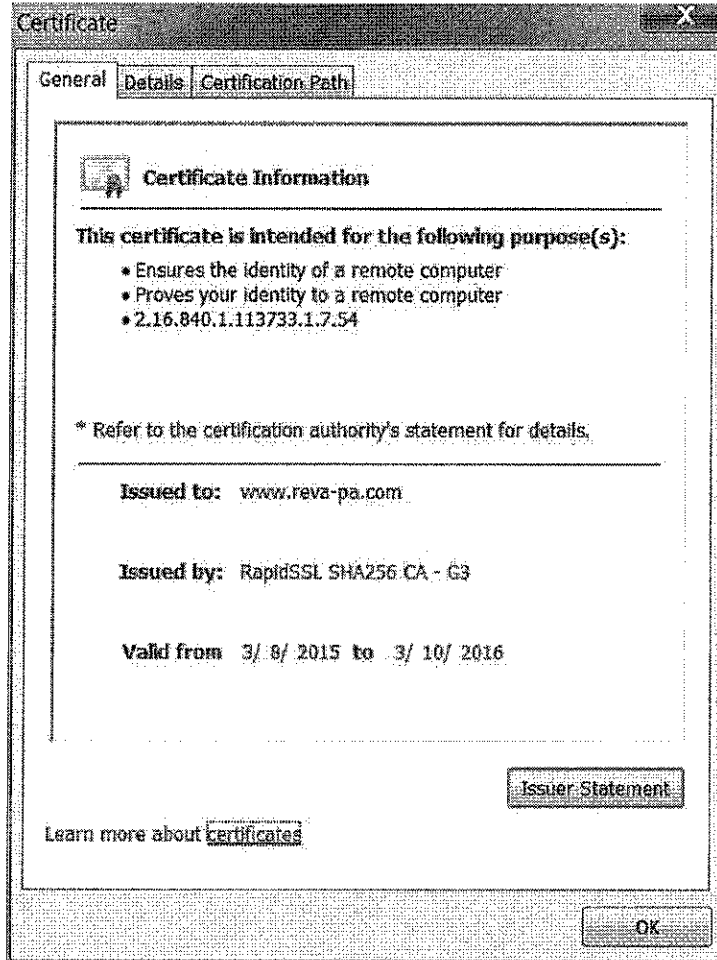 Certificate
X
General Details Certification Path
Certificate Information
This certificate is intended for the following purpose(s):
• Ensures the identity of a remote computer
• Proves your identity to a remote computer
• 2.16.840.1.113733.1.7.54
* Refer to the certification authority's statement for details.
Issued to: www.reva-pa.com
Issued by: RapidSSL SHA256 CA - G3
Valid from 3/ 8/ 2015 to 3/ 10/ 2016
Issuer Statement
Learn more about certificates
OK